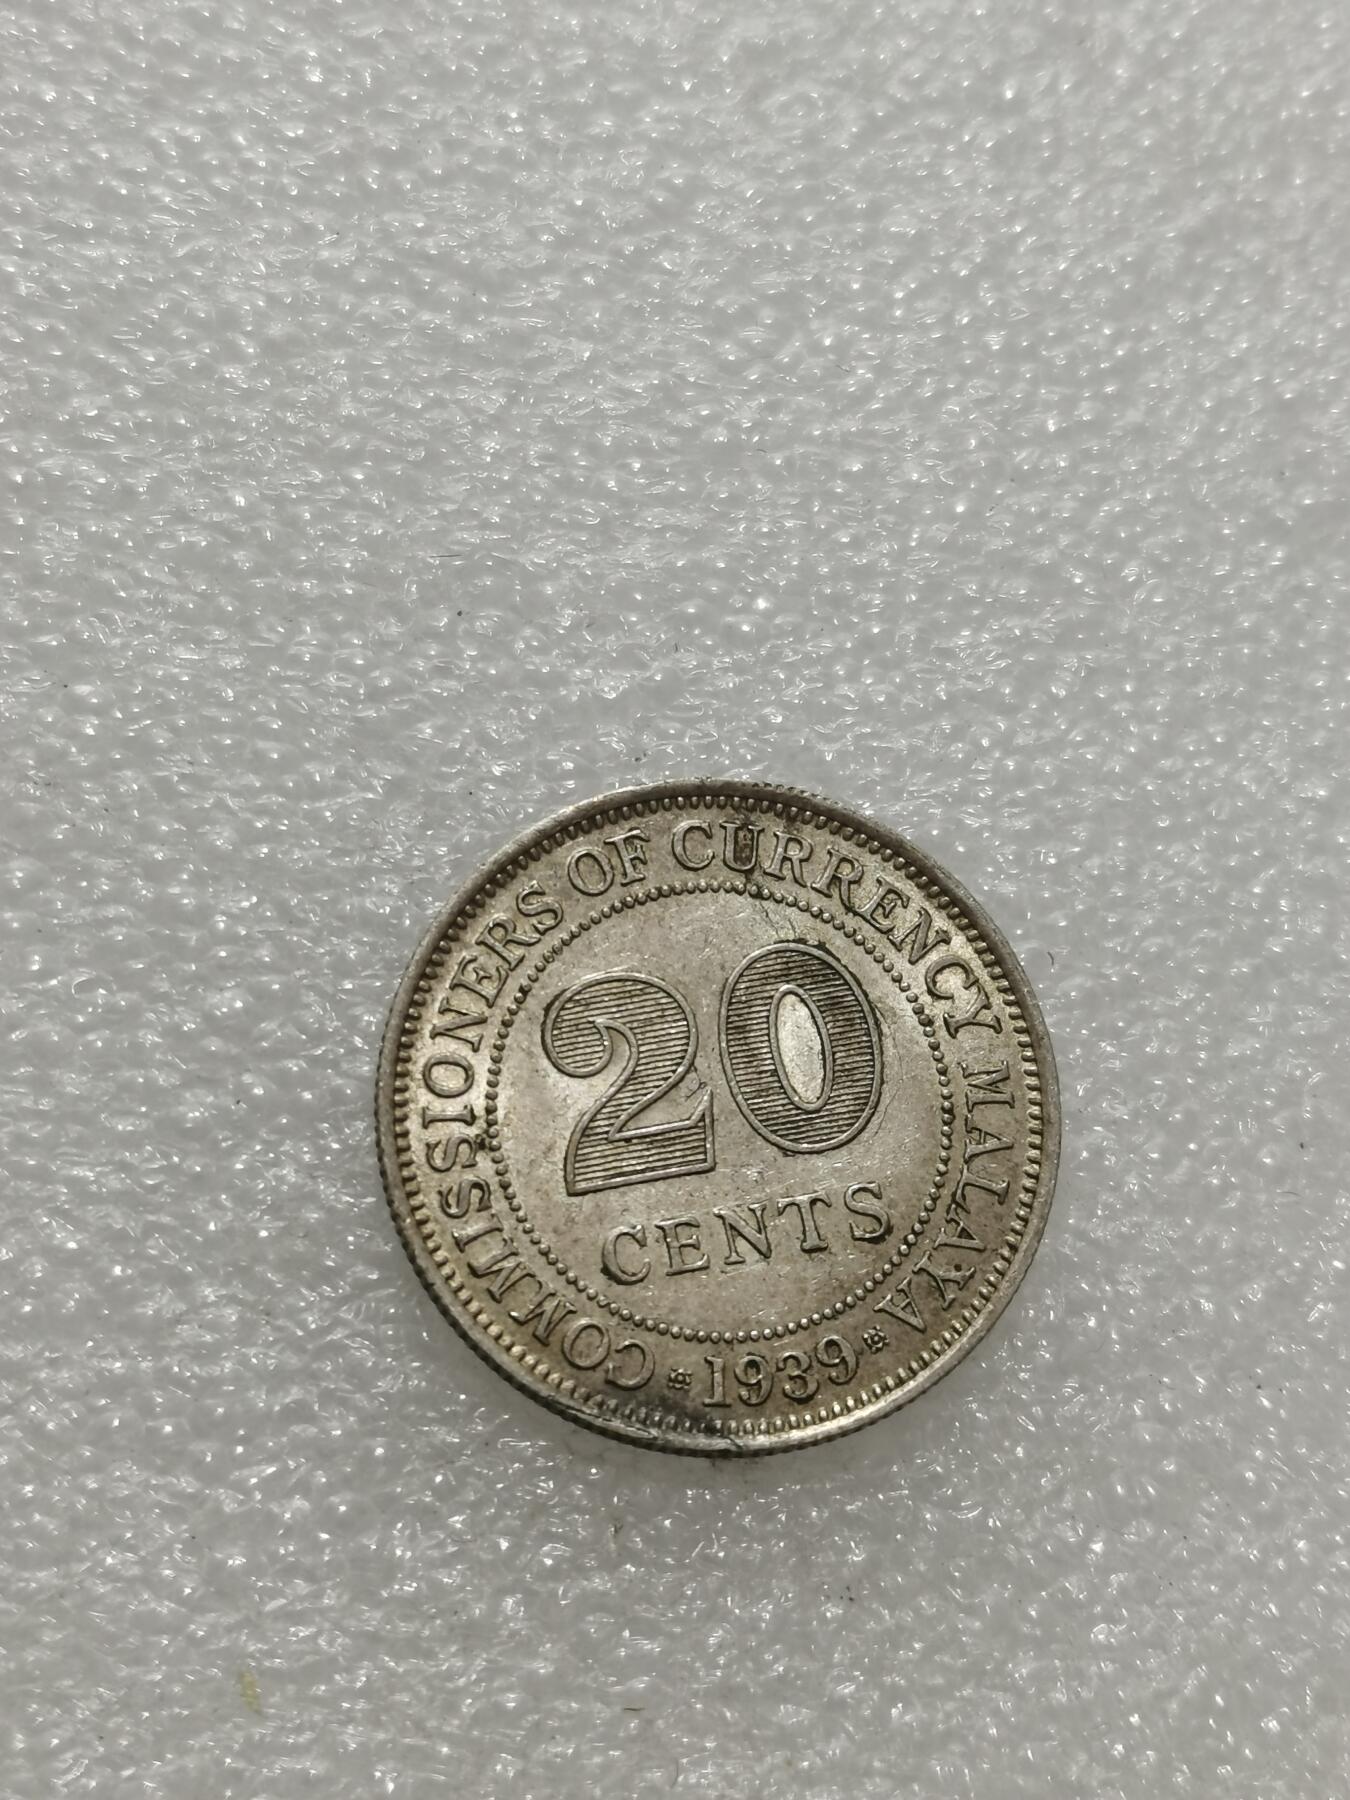 COMMISSIONERS OF CURRENCY MALAYA
20
CENTS
1939